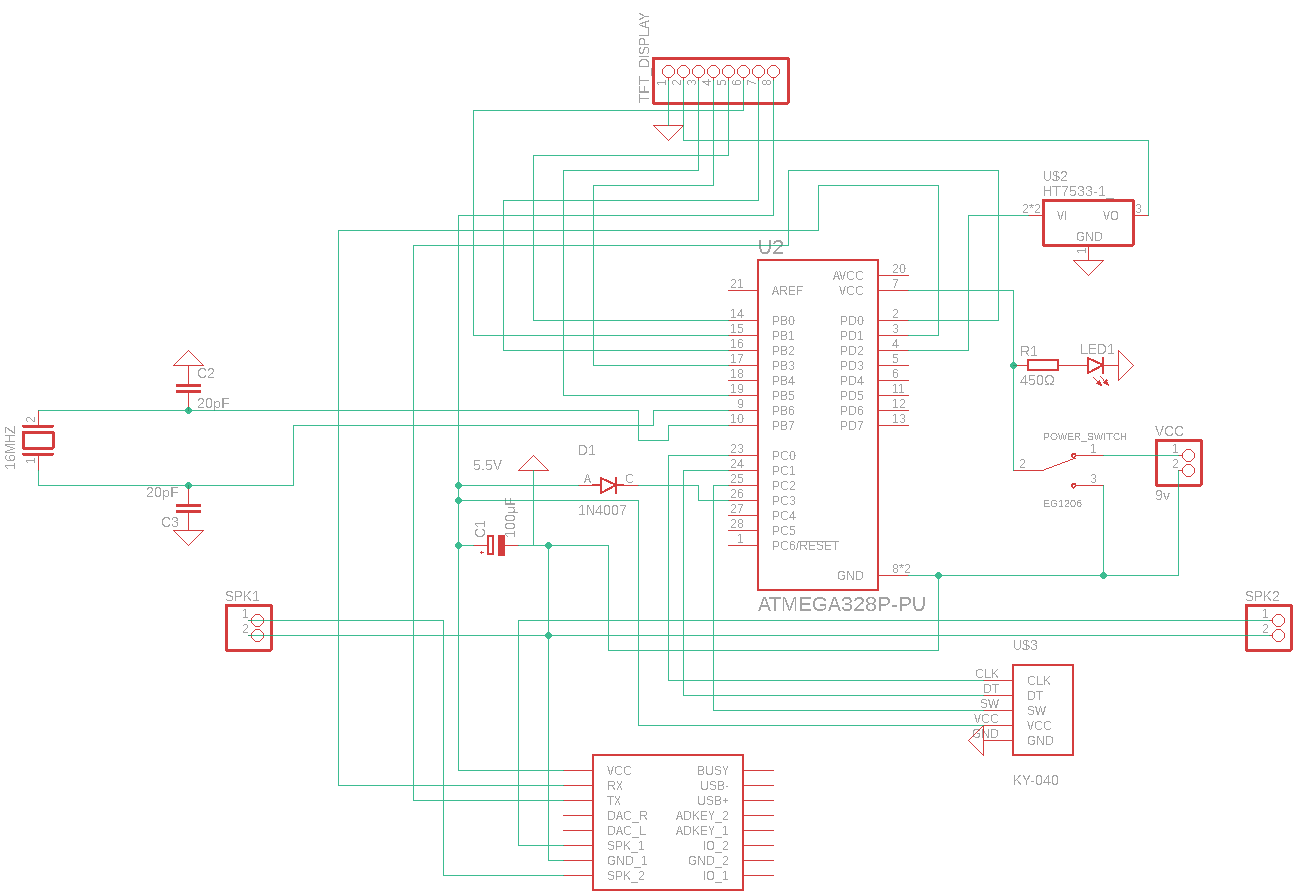 TFT_DISPLAY
1 2 3 4 5 6 7 8
U$2
HT7533-1_
2*2 VI VO 3
GND
1
U2
21 AREF
14 PB0
15 PB1
16 PB2
17 PB3
18 PB4
19 PB5
9 PB6
10 PB7
23 PC0
24 PC1
25 PC2
26 PC3
27 PC4
28 PC5
1 PC6/RESET
AVCC 20
VCC 7
PD0 2
PD1 3
PD2 4
PD3 5
PD4 6
PD5 11
PD6 12
PD7 13
GND 8*2
ATMEGA328P-PU
R1
450Ω
LED1
C2
20pF
16MHZ
2
1
20pF
C3
POWER_SWITCH
2
1
3
EG1206
VCC
1
2
9v
5.5V
D1
A C
1N4007
C1
100µF
SPK1
1
2
SPK2
1
2
U$3
CLK CLK
DT DT
SW SW
VCC VCC
GND GND
KY-040
VCC BUSY
RX USB-
TX USB+
DAC_R ADKEY_2
DAC_L ADKEY_1
SPK_1 IO_2
GND_1 GND_2
SPK_2 IO_1